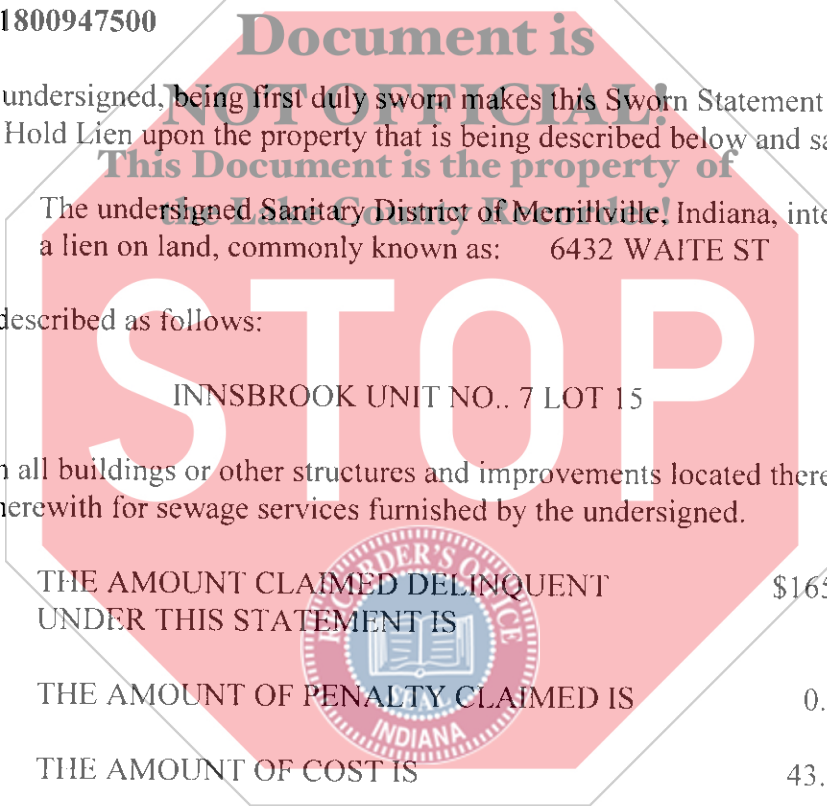 1800947500
Document is
NOT OFFICIAL!
undersigned, being first duly sworn makes this Sworn Statement
Hold Lien upon the property that is being described below and sa
This Document is the property of
the Lake County Recorder!
The undersigned Sanitary District of Merrillville, Indiana, inte
a lien on land, commonly known as: 6432 WAITE ST
described as follows:
STOP
INNSBROOK UNIT NO.. 7 LOT 15
n all buildings or other structures and improvements located there
herewith for sewage services furnished by the undersigned.
RECORDER'S OFFICE
THE AMOUNT CLAIMED DELINQUENT $165
UNDER THIS STATEMENT IS
THE AMOUNT OF PENALTY CLAIMED IS 0.
SEAL
INDIANA
THE AMOUNT OF COST IS 43.